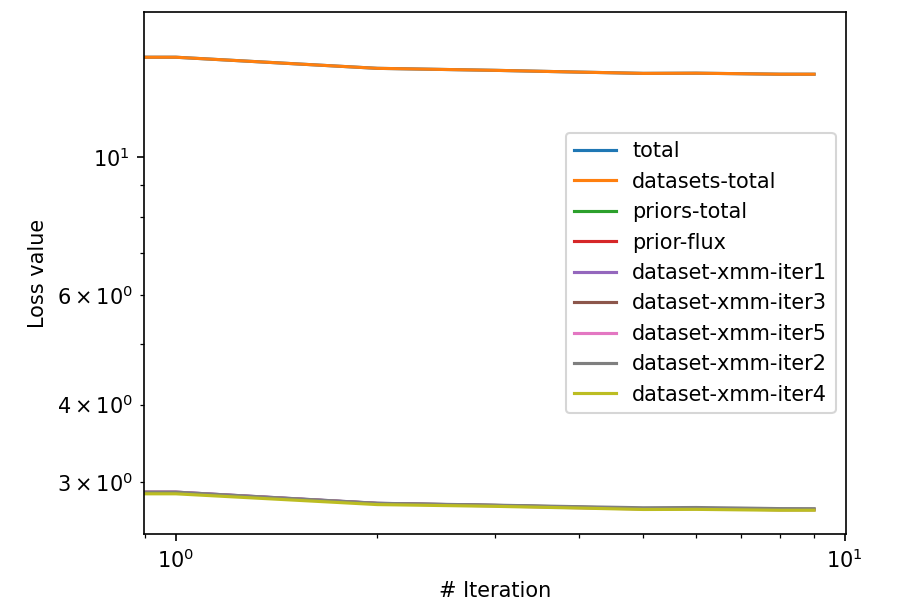 10¹
6 × 10⁰
4 × 10⁰
3 × 10⁰
Loss value
total
datasets-total
priors-total
prior-flux
dataset-xmm-iter1
dataset-xmm-iter3
dataset-xmm-iter5
dataset-xmm-iter2
dataset-xmm-iter4
10⁰ 10¹
# Iteration